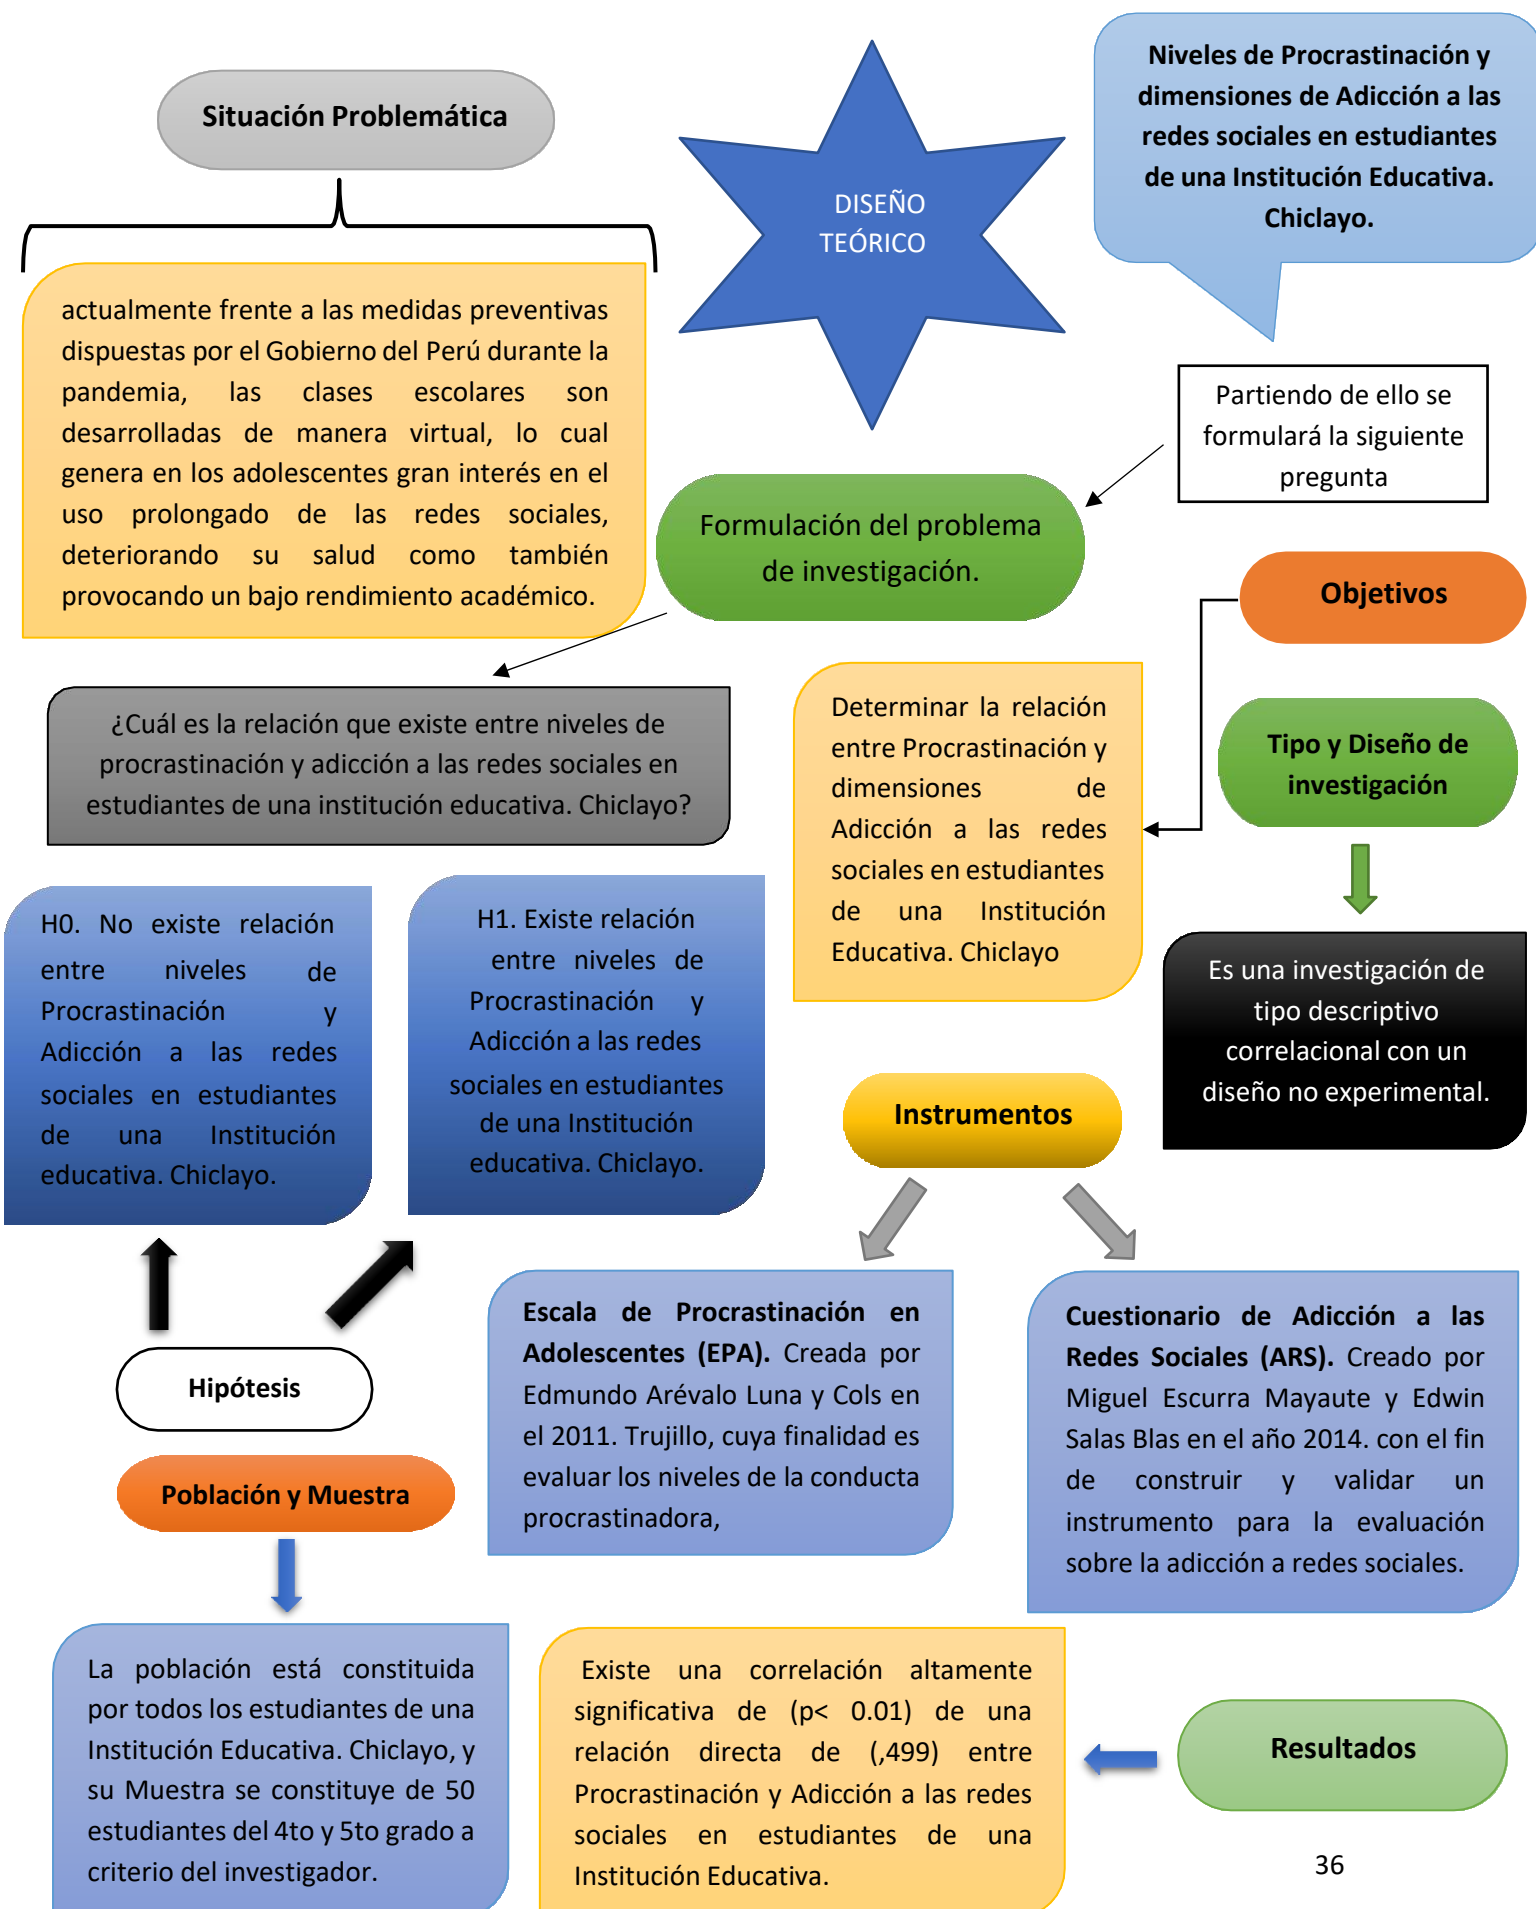 Situación Problemática
DISEÑO
TEÓRICO
Niveles de Procrastinación y
dimensiones de Adicción a las
redes sociales en estudiantes
de una Institución Educativa.
Chiclayo.
actualmente frente a las medidas preventivas
dispuestas por el Gobierno del Perú durante la
pandemia, las clases escolares son
desarrolladas de manera virtual, lo cual
genera en los adolescentes gran interés en el
uso prolongado de las redes sociales,
deteriorando su salud como también
provocando un bajo rendimiento académico.
Partiendo de ello se
formulará la siguiente
pregunta
Formulación del problema
de investigación.
Objetivos
¿Cuál es la relación que existe entre niveles de
procrastinación y adicción a las redes sociales en
estudiantes de una institución educativa. Chiclayo?
Determinar la relación
entre Procrastinación y
dimensiones de
Adicción a las redes
sociales en estudiantes
de una Institución
Educativa. Chiclayo
Tipo y Diseño de
investigación
Es una investigación de
tipo descriptivo
correlacional con un
diseño no experimental.
H0. No existe relación
entre niveles de
Procrastinación y
Adicción a las redes
sociales en estudiantes
de una Institución
educativa. Chiclayo.
H1. Existe relación
entre niveles de
Procrastinación y
Adicción a las redes
sociales en estudiantes
de una Institución
educativa. Chiclayo.
Instrumentos
Hipótesis
Escala de Procrastinación en
Adolescentes (EPA). Creada por
Edmundo Arévalo Luna y Cols en
el 2011. Trujillo, cuya finalidad es
evaluar los niveles de la conducta
procrastinadora,
Cuestionario de Adicción a las
Redes Sociales (ARS). Creado por
Miguel Escurra Mayaute y Edwin
Salas Blas en el año 2014. con el fin
de construir y validar un
instrumento para la evaluación
sobre la adicción a redes sociales.
Población y Muestra
La población está constituida
por todos los estudiantes de una
Institución Educativa. Chiclayo, y
su Muestra se constituye de 50
estudiantes del 4to y 5to grado a
criterio del investigador.
Existe una correlación altamente
significativa de (p< 0.01) de una
relación directa de (,499) entre
Procrastinación y Adicción a las redes
sociales en estudiantes de una
Institución Educativa.
Resultados
36